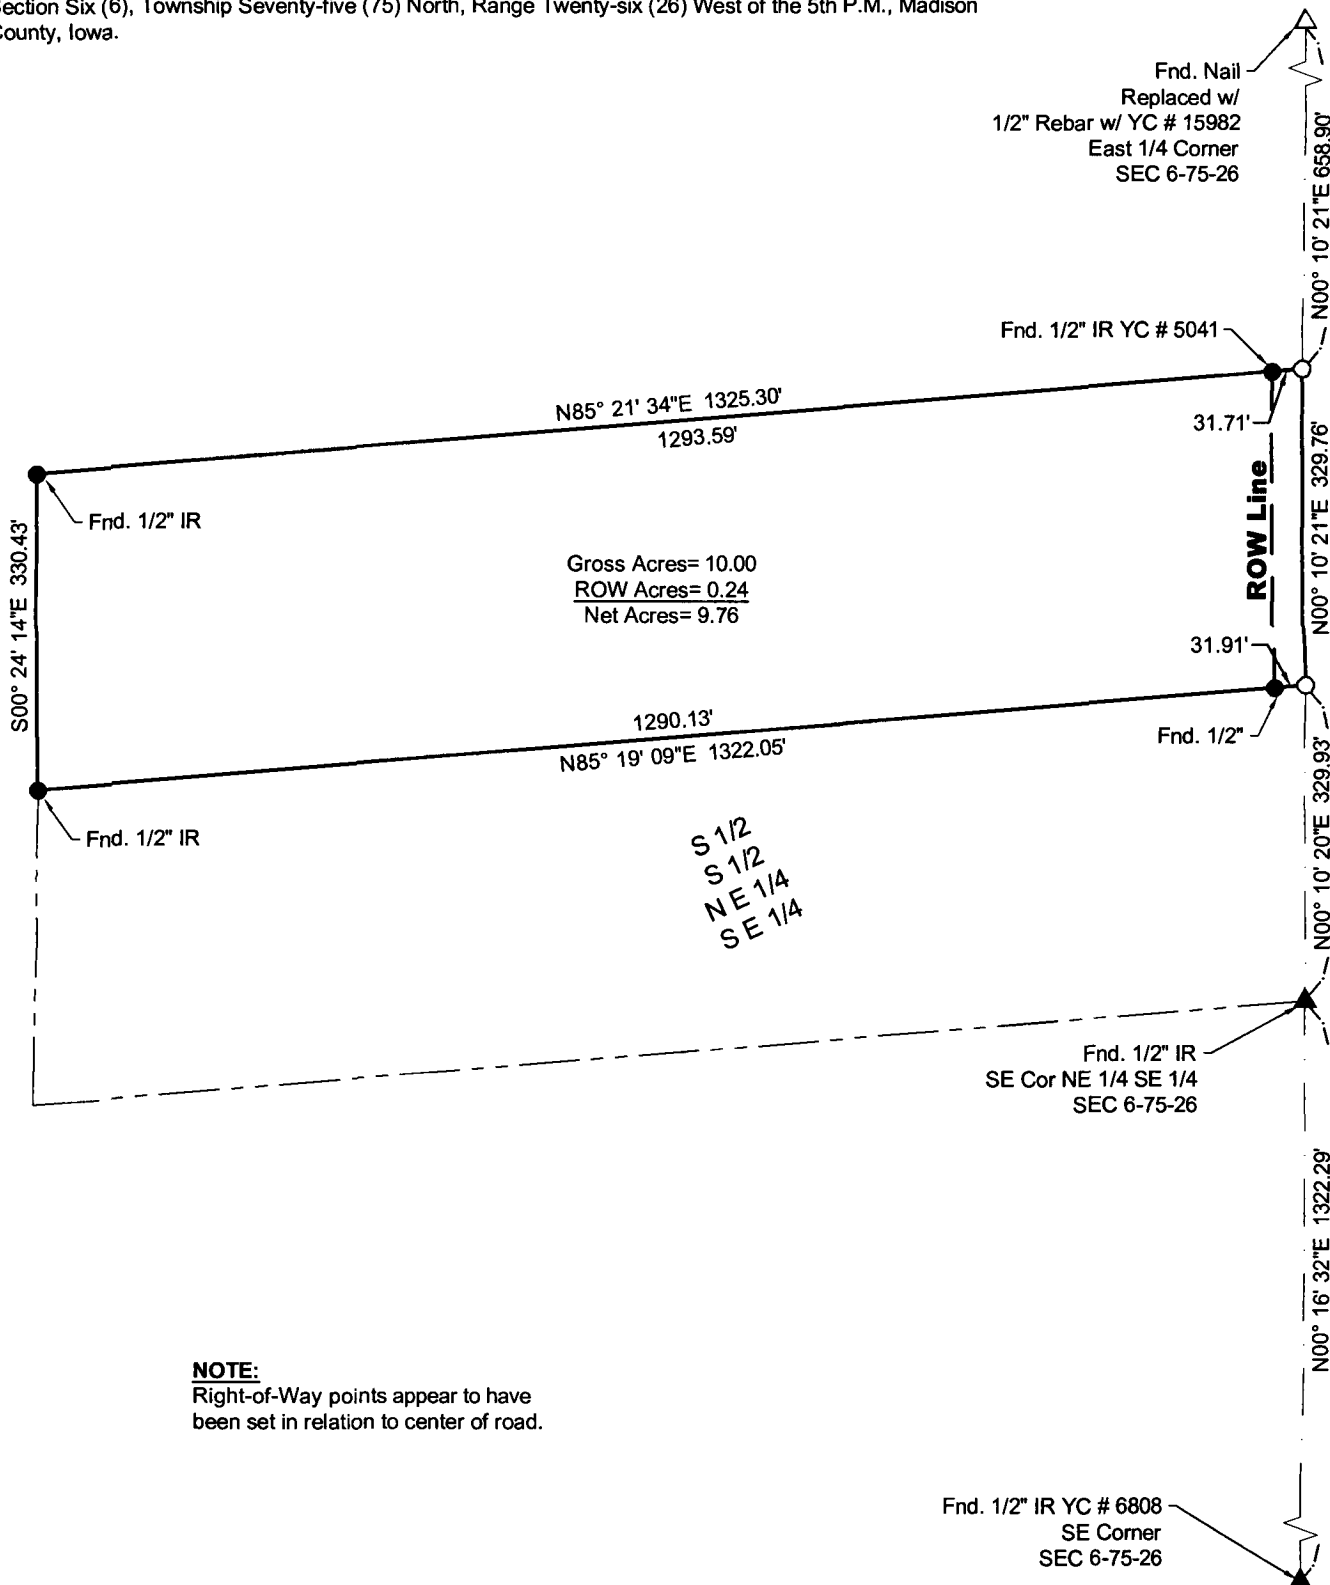 Section Six (6), Township Seventy-five (75) North, Range Twenty-six (26) West of the 5th P.M., Madison
County, Iowa.
Fnd. Nail
Replaced w/
1/2" Rebar w/ YC # 15982
East 1/4 Corner
SEC 6-75-26
N00° 10' 21"E 658.90'
Fnd. 1/2" IR YC # 5041
N85° 21' 34"E 1325.30'
1293.59'
31.71'
Fnd. 1/2" IR
S00° 24' 14"E 330.43'
Gross Acres= 10.00
ROW Acres= 0.24
Net Acres= 9.76
ROW Line
N00° 10' 21"E 329.76'
31.91'
1290.13'
N85° 19' 09"E 1322.05'
Fnd. 1/2"
Fnd. 1/2" IR
S 1/2
S 1/2
N E 1/4
S E 1/4
N00° 10' 20"E 329.93'
Fnd. 1/2" IR
SE Cor NE 1/4 SE 1/4
SEC 6-75-26
N00° 16' 32"E 1322.29'
NOTE:
Right-of-Way points appear to have
been set in relation to center of road.
Fnd. 1/2" IR YC # 6808
SE Corner
SEC 6-75-26